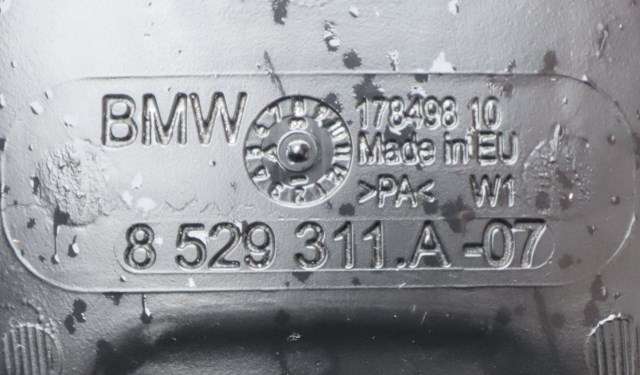 BMW
178498 10
Made in EU
>PA< W1
8 529 311.A-07